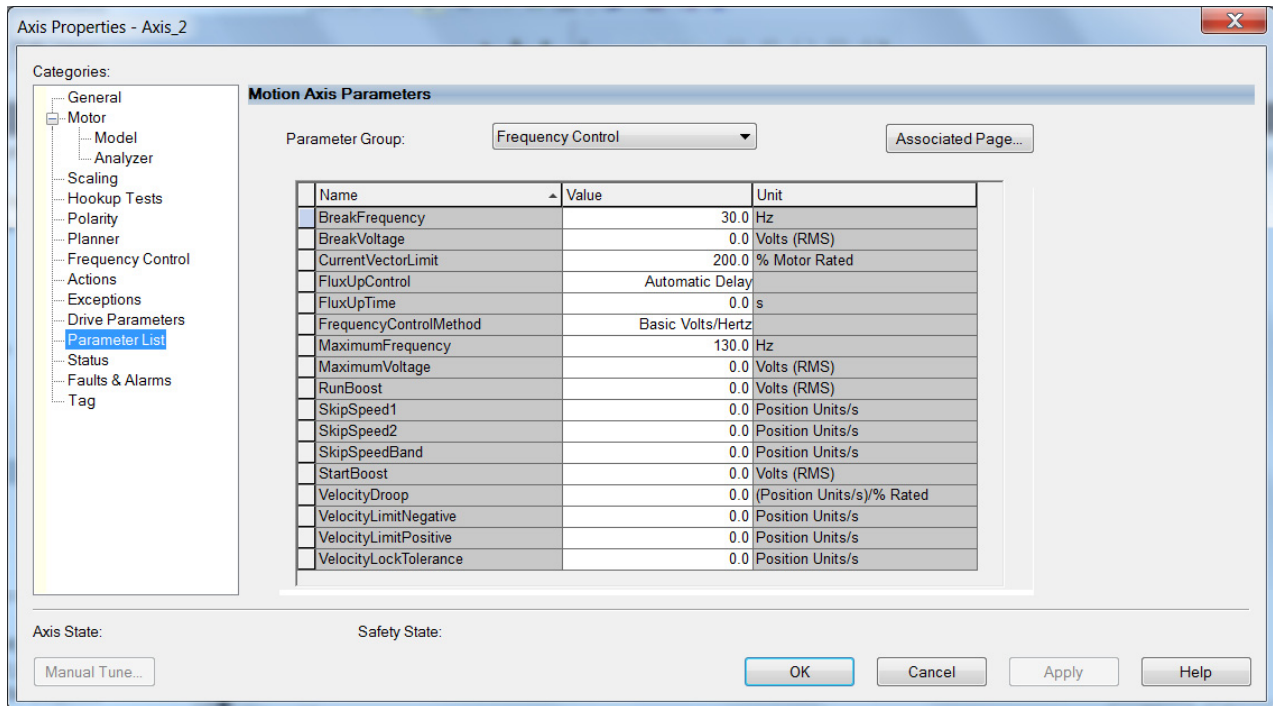 Axis Properties - Axis_2
X
Categories:
General
Motor
Model
Analyzer
Scaling
Hookup Tests
Polarity
Planner
Frequency Control
Actions
Exceptions
Drive Parameters
Parameter List
Status
Faults & Alarms
Tag
Motion Axis Parameters
Parameter Group: Frequency Control Associated Page...
Name Value Unit
BreakFrequency 30.0 Hz
BreakVoltage 0.0 Volts (RMS)
CurrentVectorLimit 200.0 % Motor Rated
FluxUpControl Automatic Delay
FluxUpTime 0.0 s
FrequencyControlMethod Basic Volts/Hertz
MaximumFrequency 130.0 Hz
MaximumVoltage 0.0 Volts (RMS)
RunBoost 0.0 Volts (RMS)
SkipSpeed1 0.0 Position Units/s
SkipSpeed2 0.0 Position Units/s
SkipSpeedBand 0.0 Position Units/s
StartBoost 0.0 Volts (RMS)
VelocityDroop 0.0 (Position Units/s)/% Rated
VelocityLimitNegative 0.0 Position Units/s
VelocityLimitPositive 0.0 Position Units/s
VelocityLockTolerance 0.0 Position Units/s
Axis State: Safety State:
Manual Tune... OK Cancel Apply Help